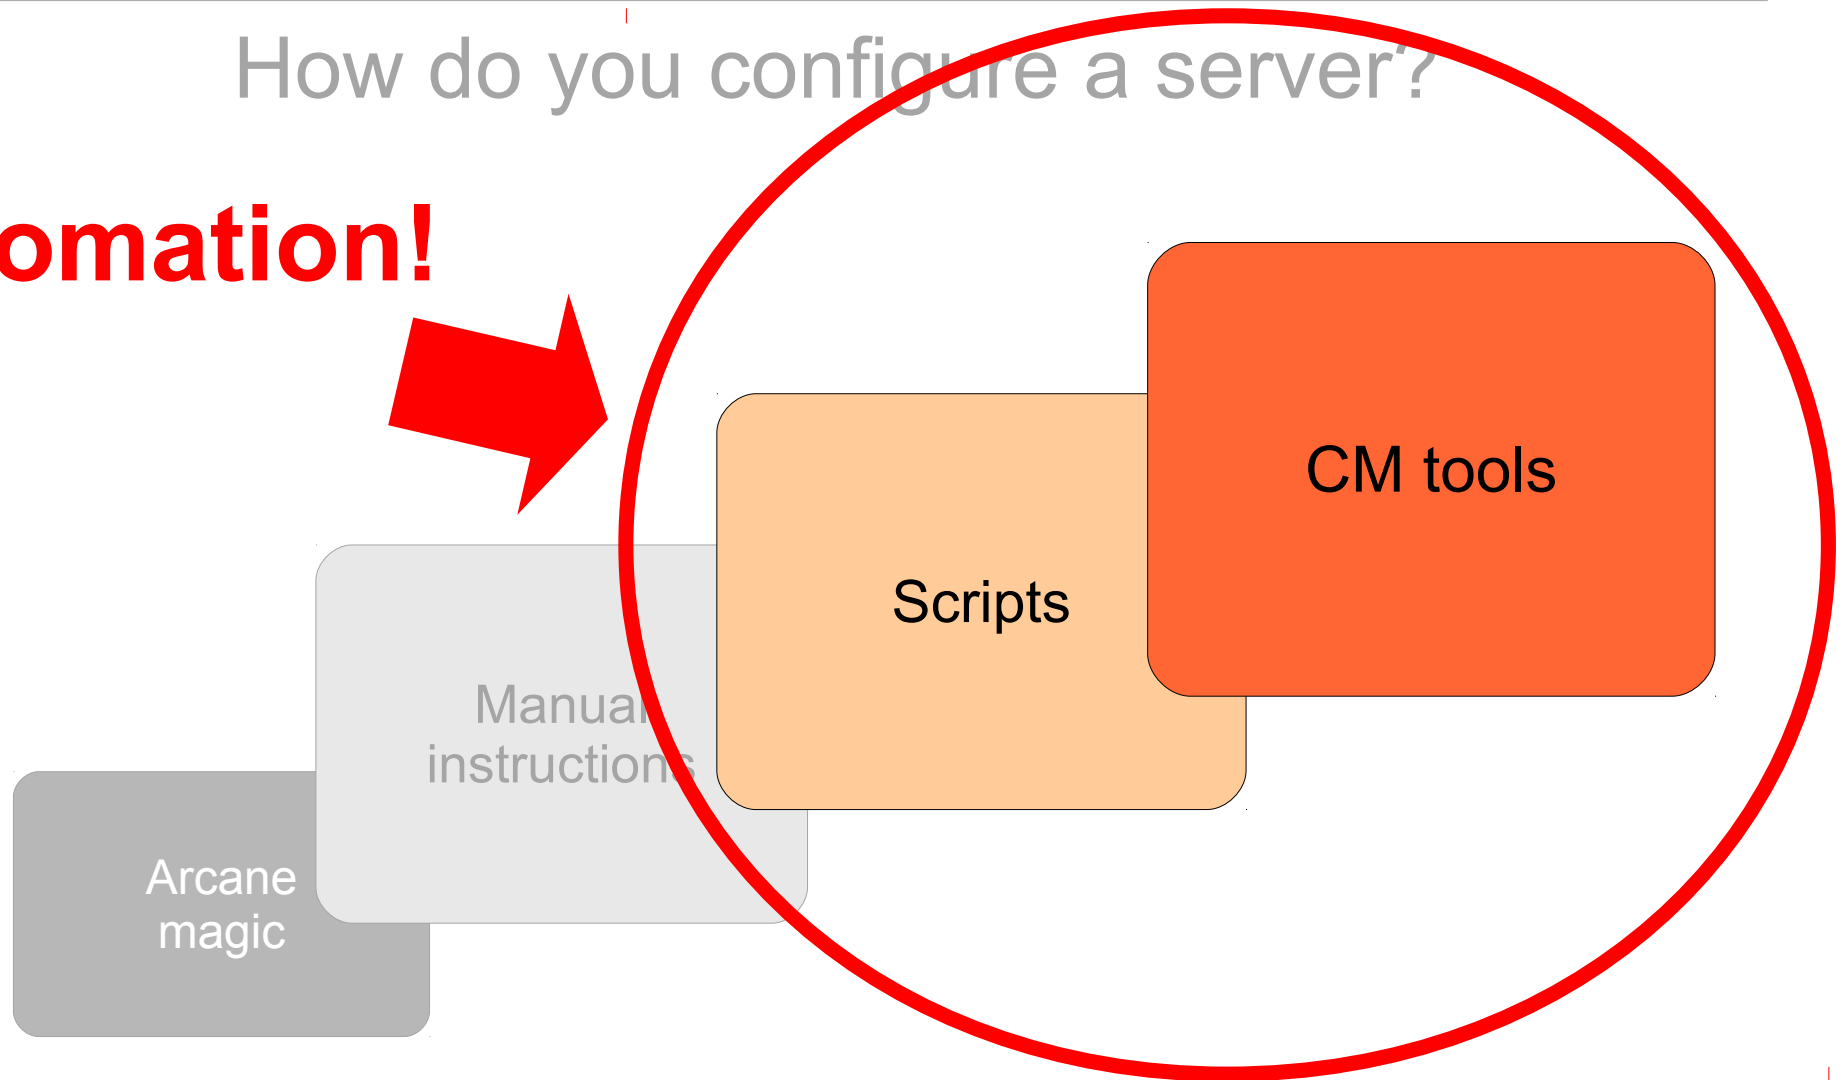 How do you configure a server?
omation!
CM tools
Scripts
Manual
instructions
Arcane
magic